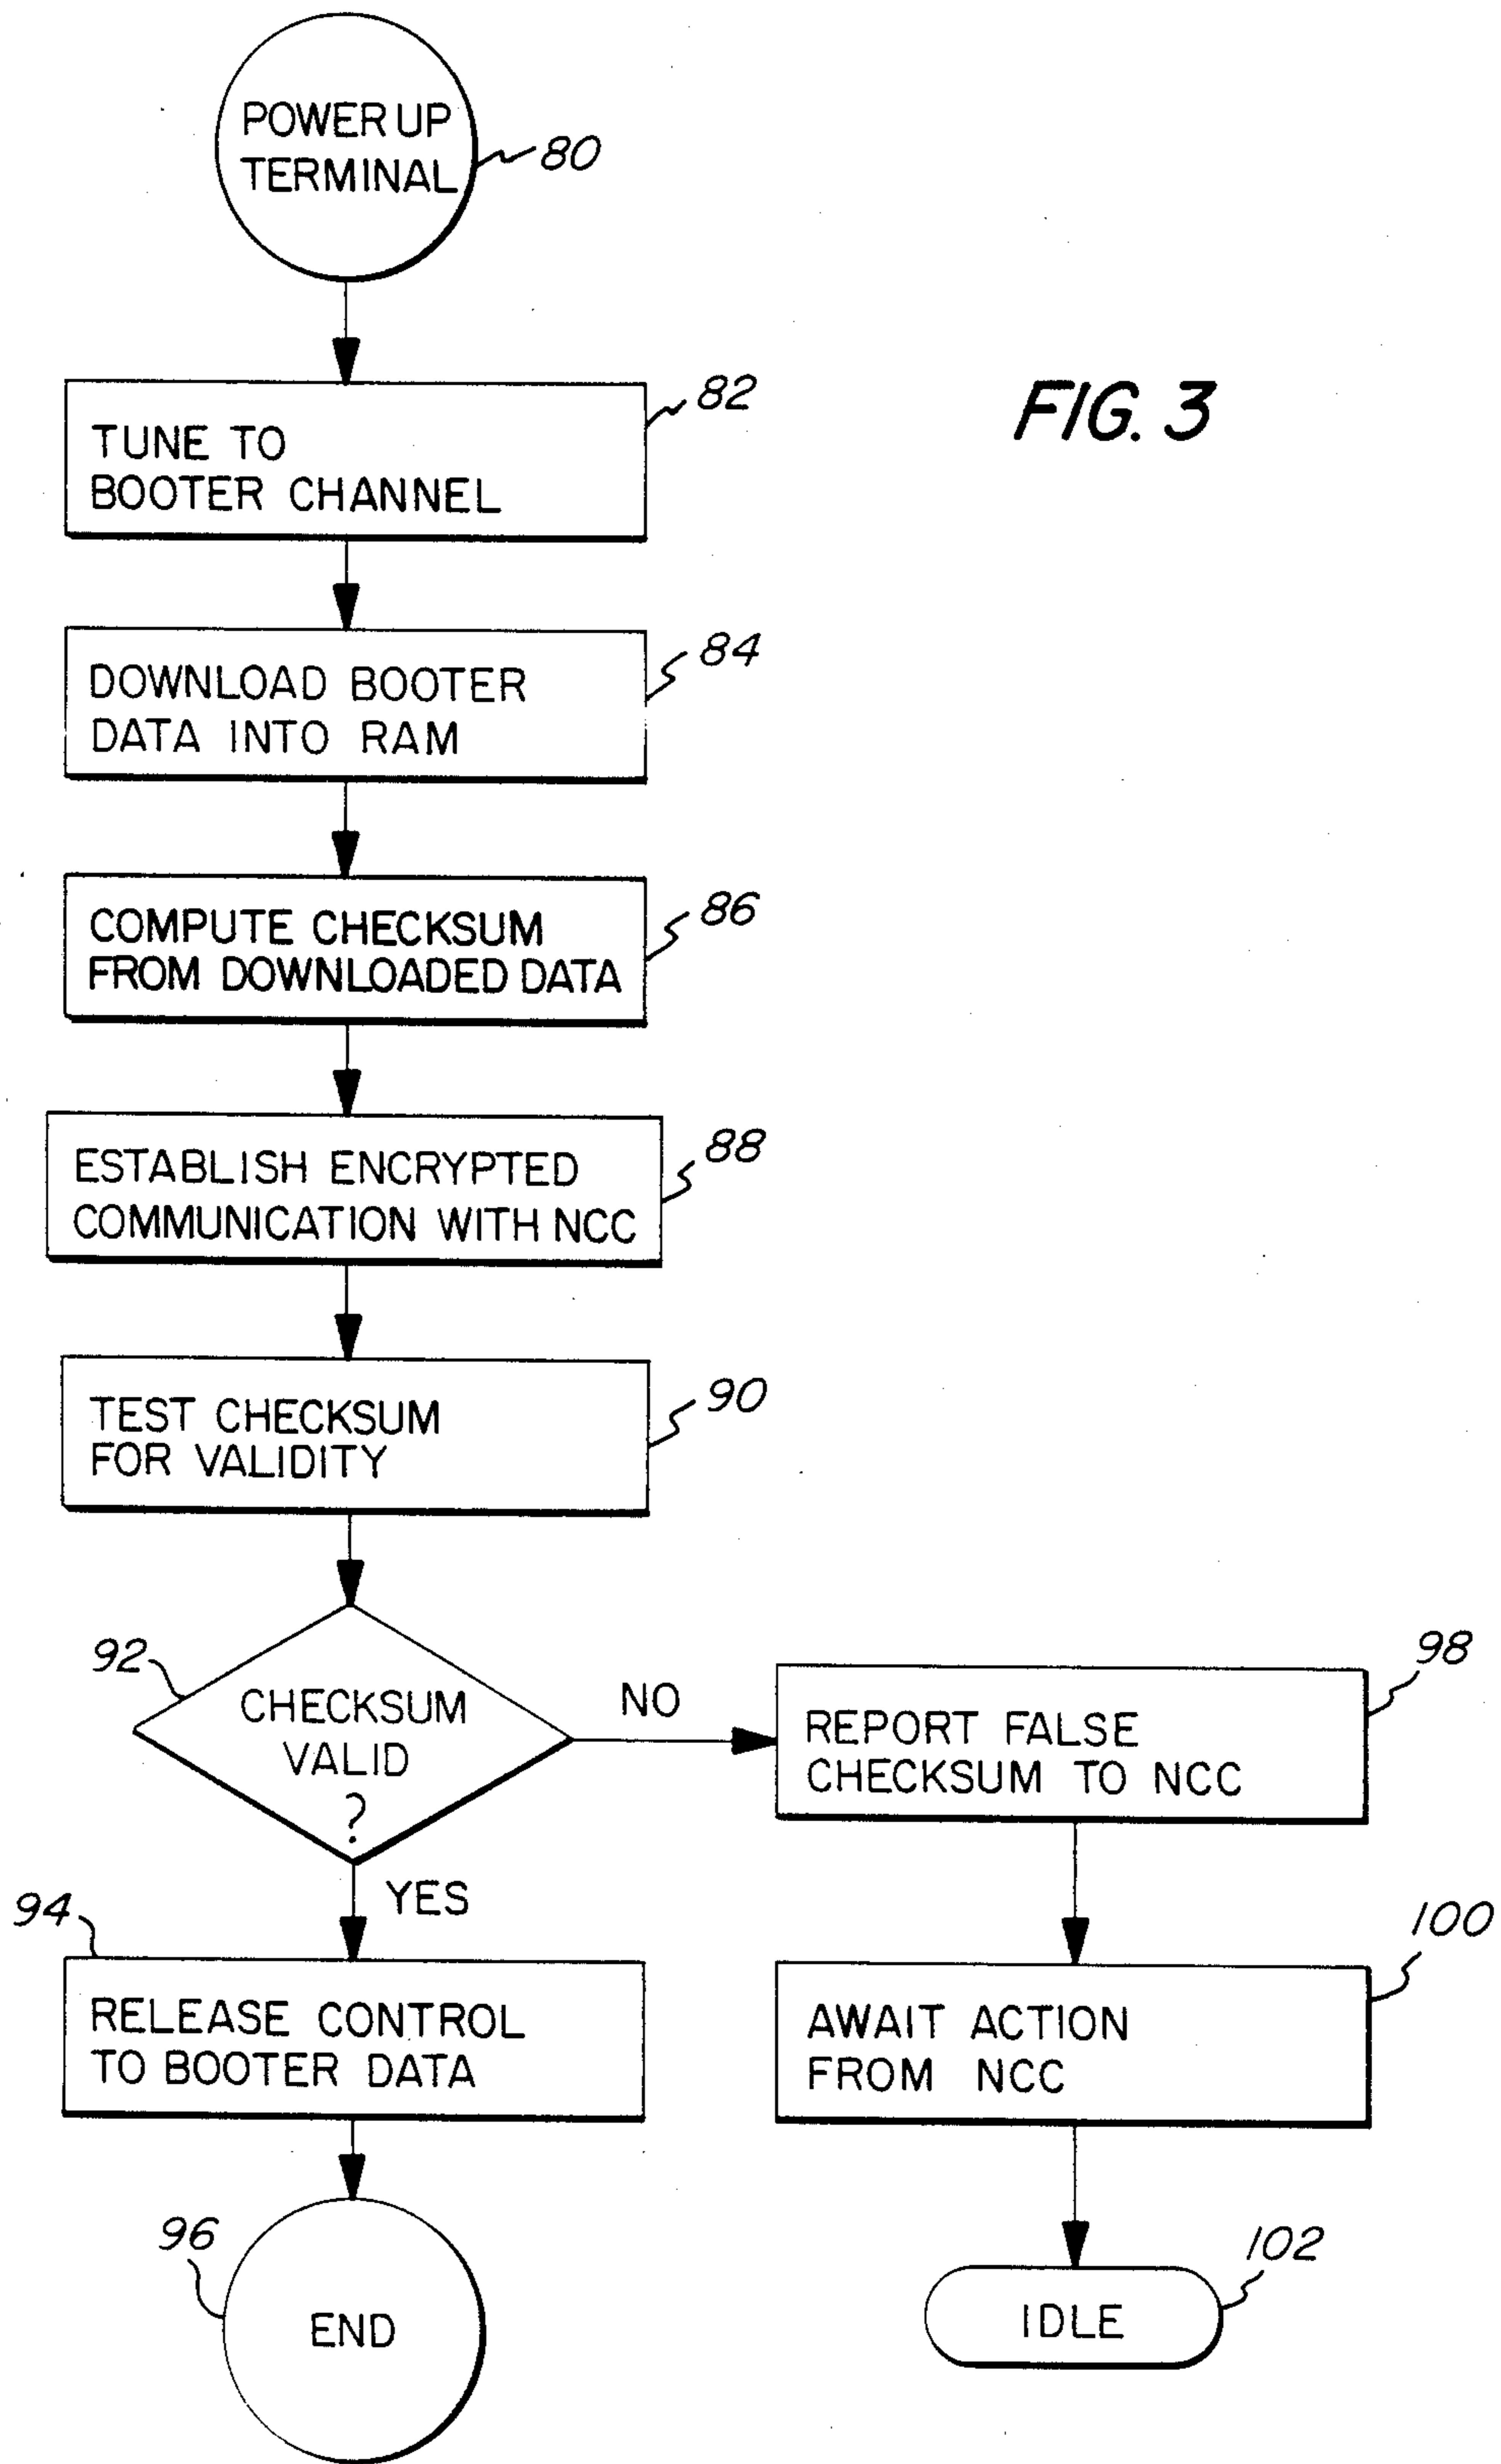 POWER UP
TERMINAL
80
FIG. 3
82
TUNE TO
BOOTER CHANNEL
84
DOWNLOAD BOOTER
DATA INTO RAM
86
COMPUTE CHECKSUM
FROM DOWNLOADED DATA
88
ESTABLISH ENCRYPTED
COMMUNICATION WITH NCC
90
TEST CHECKSUM
FOR VALIDITY
92
CHECKSUM
VALID
?
NO
98
REPORT FALSE
CHECKSUM TO NCC
YES
94
RELEASE CONTROL
TO BOOTER DATA
100
AWAIT ACTION
FROM NCC
96
END
102
IDLE